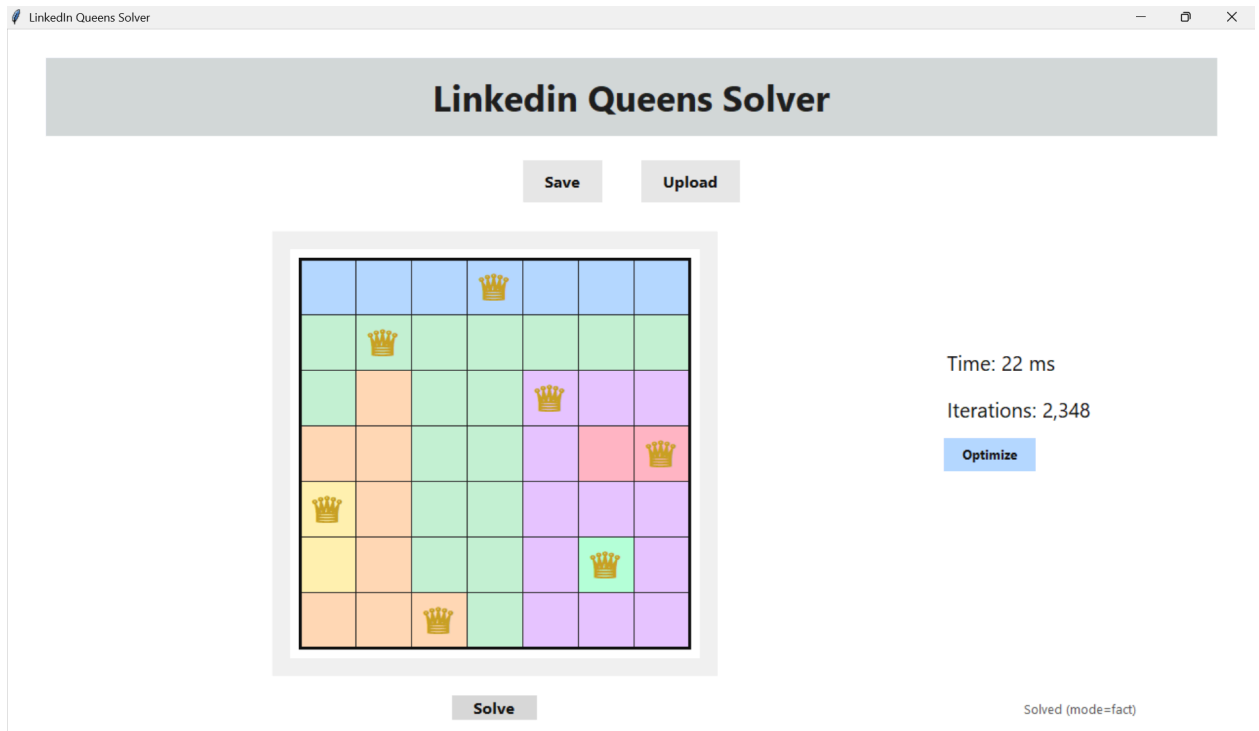 LinkedIn Queens Solver
Linkedin Queens Solver
Save
Upload
Time: 22 ms
Iterations: 2,348
Optimize
Solve
Solved (mode=fact)